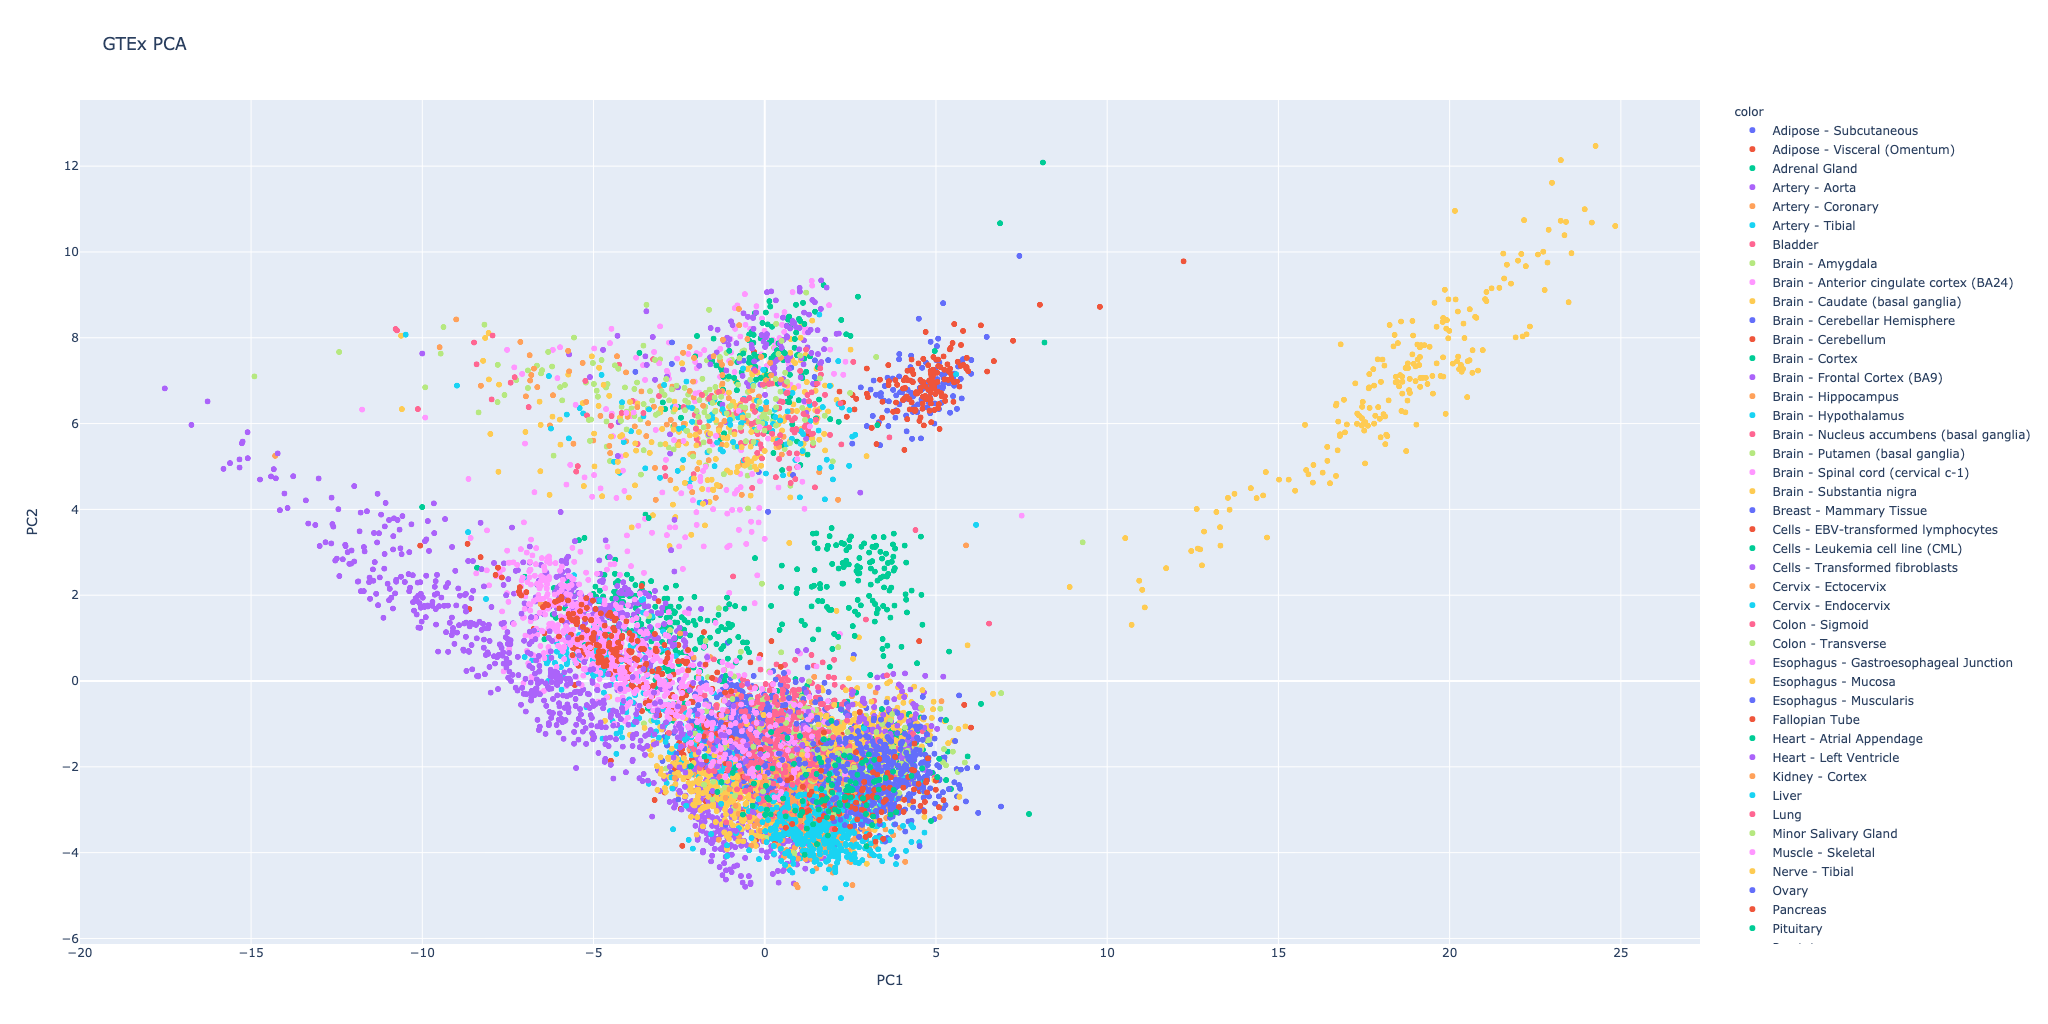 GTEx PCA
12
10
8
6
4
2
0
−2
−4
−6
PC2
−20
−15
−10
−5
0
5
10
15
20
25
PC1
color
Adipose - Subcutaneous
Adipose - Visceral (Omentum)
Adrenal Gland
Artery - Aorta
Artery - Coronary
Artery - Tibial
Bladder
Brain - Amygdala
Brain - Anterior cingulate cortex (BA24)
Brain - Caudate (basal ganglia)
Brain - Cerebellar Hemisphere
Brain - Cerebellum
Brain - Cortex
Brain - Frontal Cortex (BA9)
Brain - Hippocampus
Brain - Hypothalamus
Brain - Nucleus accumbens (basal ganglia)
Brain - Putamen (basal ganglia)
Brain - Spinal cord (cervical c-1)
Brain - Substantia nigra
Breast - Mammary Tissue
Cells - EBV-transformed lymphocytes
Cells - Leukemia cell line (CML)
Cells - Transformed fibroblasts
Cervix - Ectocervix
Cervix - Endocervix
Colon - Sigmoid
Colon - Transverse
Esophagus - Gastroesophageal Junction
Esophagus - Mucosa
Esophagus - Muscularis
Fallopian Tube
Heart - Atrial Appendage
Heart - Left Ventricle
Kidney - Cortex
Liver
Lung
Minor Salivary Gland
Muscle - Skeletal
Nerve - Tibial
Ovary
Pancreas
Pituitary